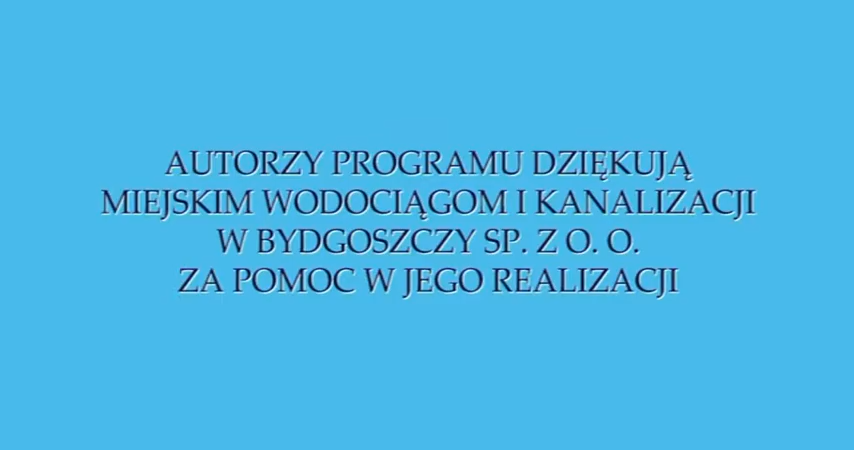 AUTORZY PROGRAMU DZIĘKUJĄ
MIEJSKIM WODOCIĄGOM I KANALIZACJI
W BYDGOSZCZY SP. Z O. O.
ZA POMOC W JEGO REALIZACJI